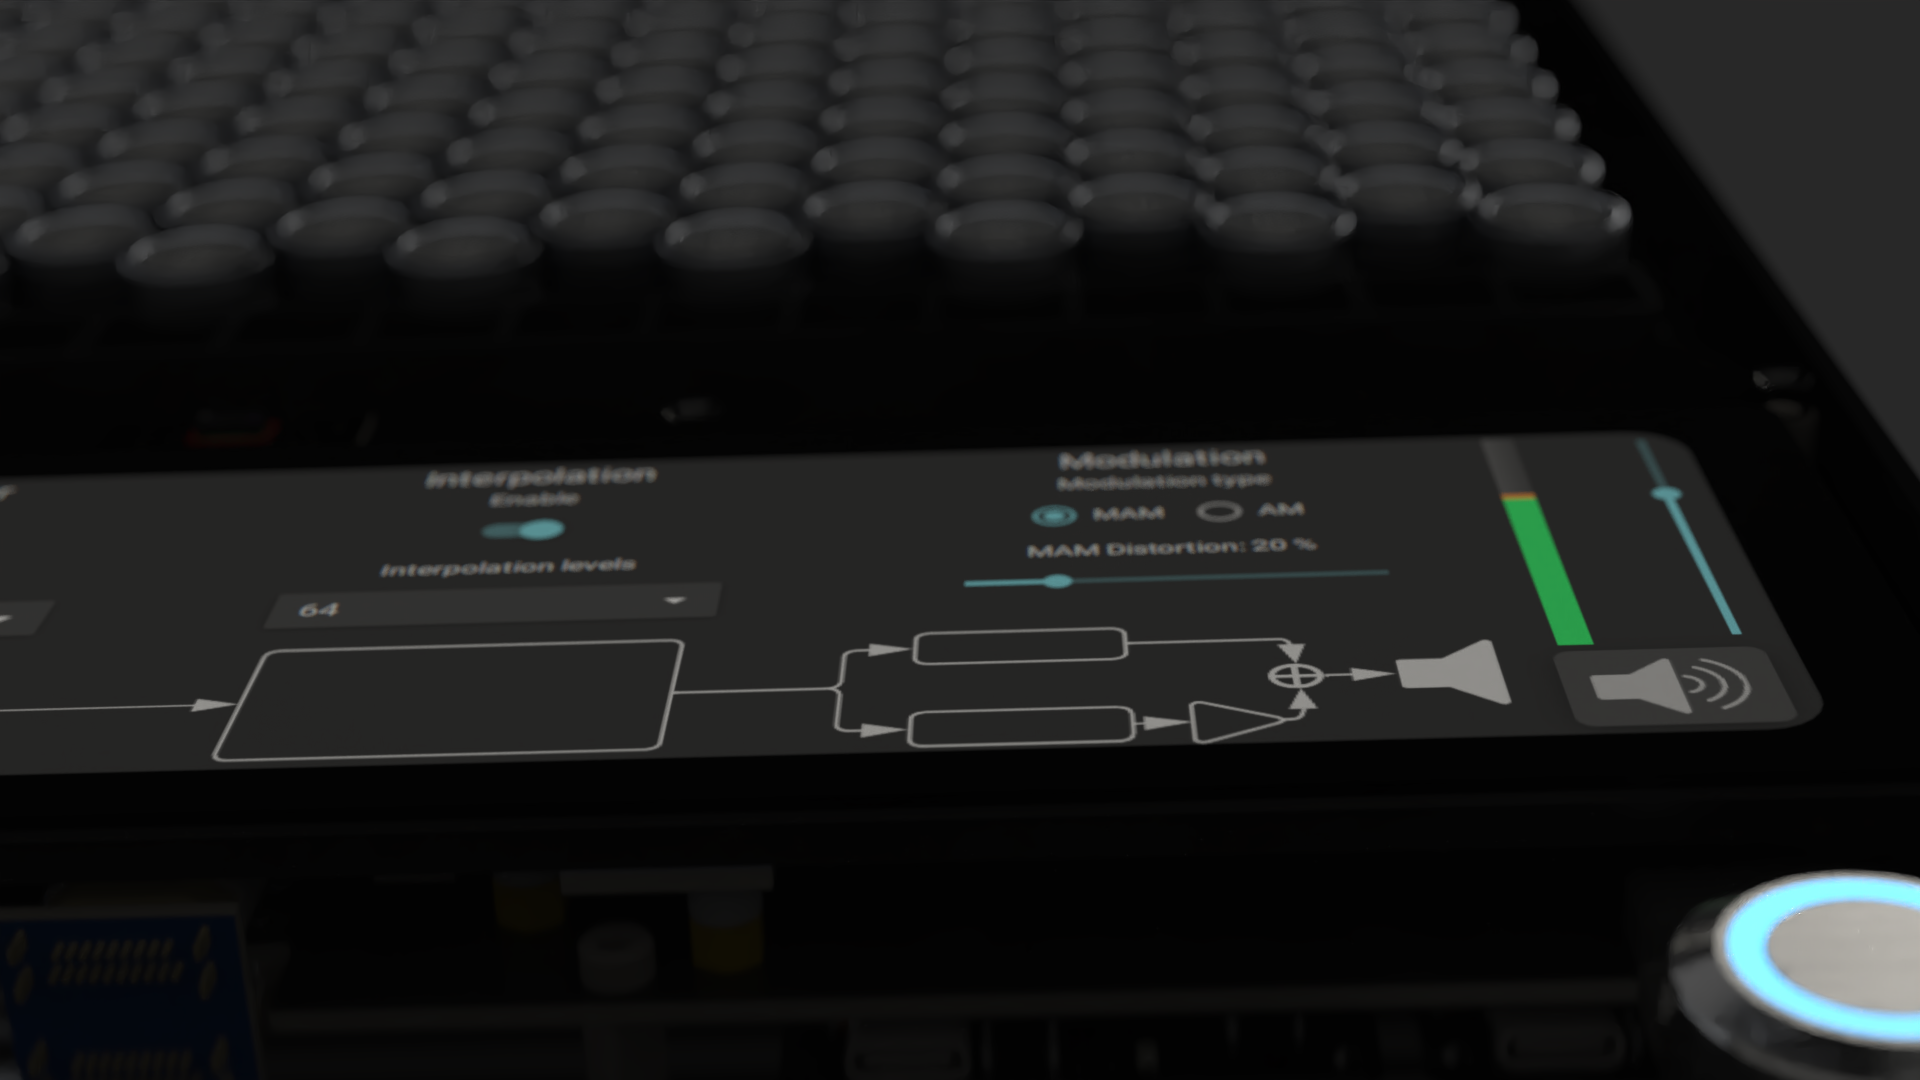 Interpolation
Enable
Interpolation levels
64
Modulation
Modulation type
MAM AM
MAM Distortion: 20 %